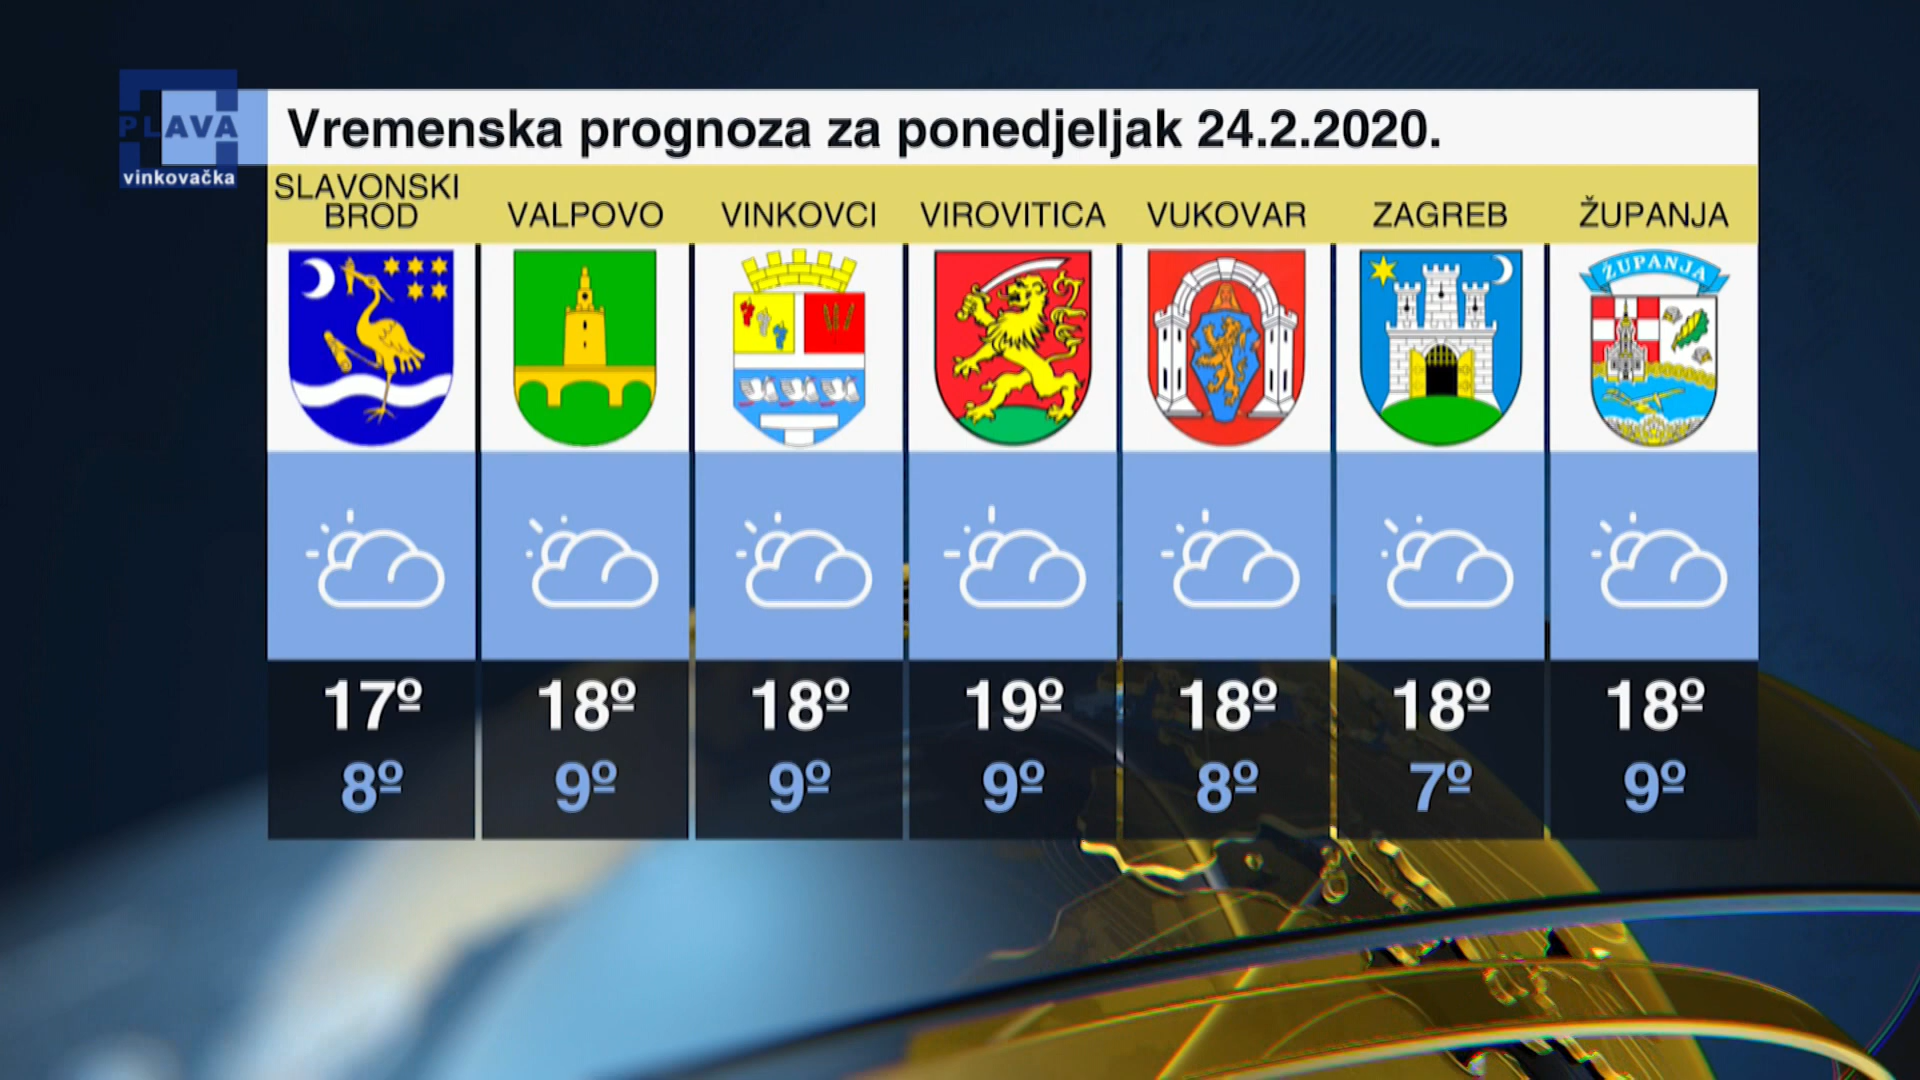 PLAVA
vinkovačka
Vremenska prognoza za ponedjeljak 24.2.2020.
SLAVONSKI
BROD
VALPOVO
VINKOVCI
VIROVITICA
VUKOVAR
ZAGREB
ŽUPANJA
ŽUPANJA
17º
18º
18º
19º
18º
18º
18º
8º
9º
9º
9º
8º
7º
9º